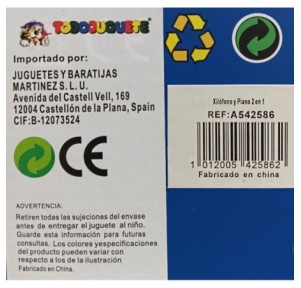 TODOJUGUETE
Importado por:
JUGUETES Y BARATIJAS
MARTINEZ S.L.U.
Avenida del Castell Vell, 169
12004 Castellón de la Plana, Spain
CIF:B-12073524
CE
ADVERTENCIA:
Retiren todas las sujeciones del envase
antes de entregar el juguete al niño.
Guarde esta información para futuras
consultas. Los colores yespecificaciones
del producto pueden cambiar con
respecto a los de la ilustración
Fabricado en China.
Xilófono y Piano 2 en 1
REF:A542586
1 012005 425862
Fabricado en china